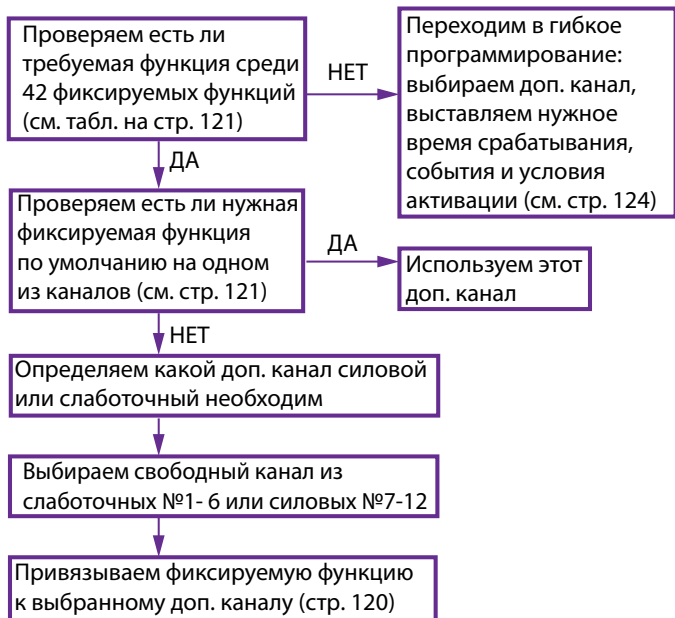 Проверяем есть ли
требуемая функция среди
42 фиксируемых функций
(см. табл. на стр. 121)
НЕТ
Переходим в гибкое
программирование:
выбираем доп. канал,
выставляем нужное
время срабатывания,
события и условия
активации (см. стр. 124)
ДА
Проверяем есть ли нужная
фиксируемая функция
по умолчанию на одном
из каналов (см. стр. 121)
ДА
Используем этот
доп. канал
НЕТ
Определяем какой доп. канал силовой
или слаботочный необходим
Выбираем свободный канал из
слаботочных №1- 6 или силовых №7-12
Привязываем фиксируемую функцию
к выбранному доп. каналу (стр. 120)